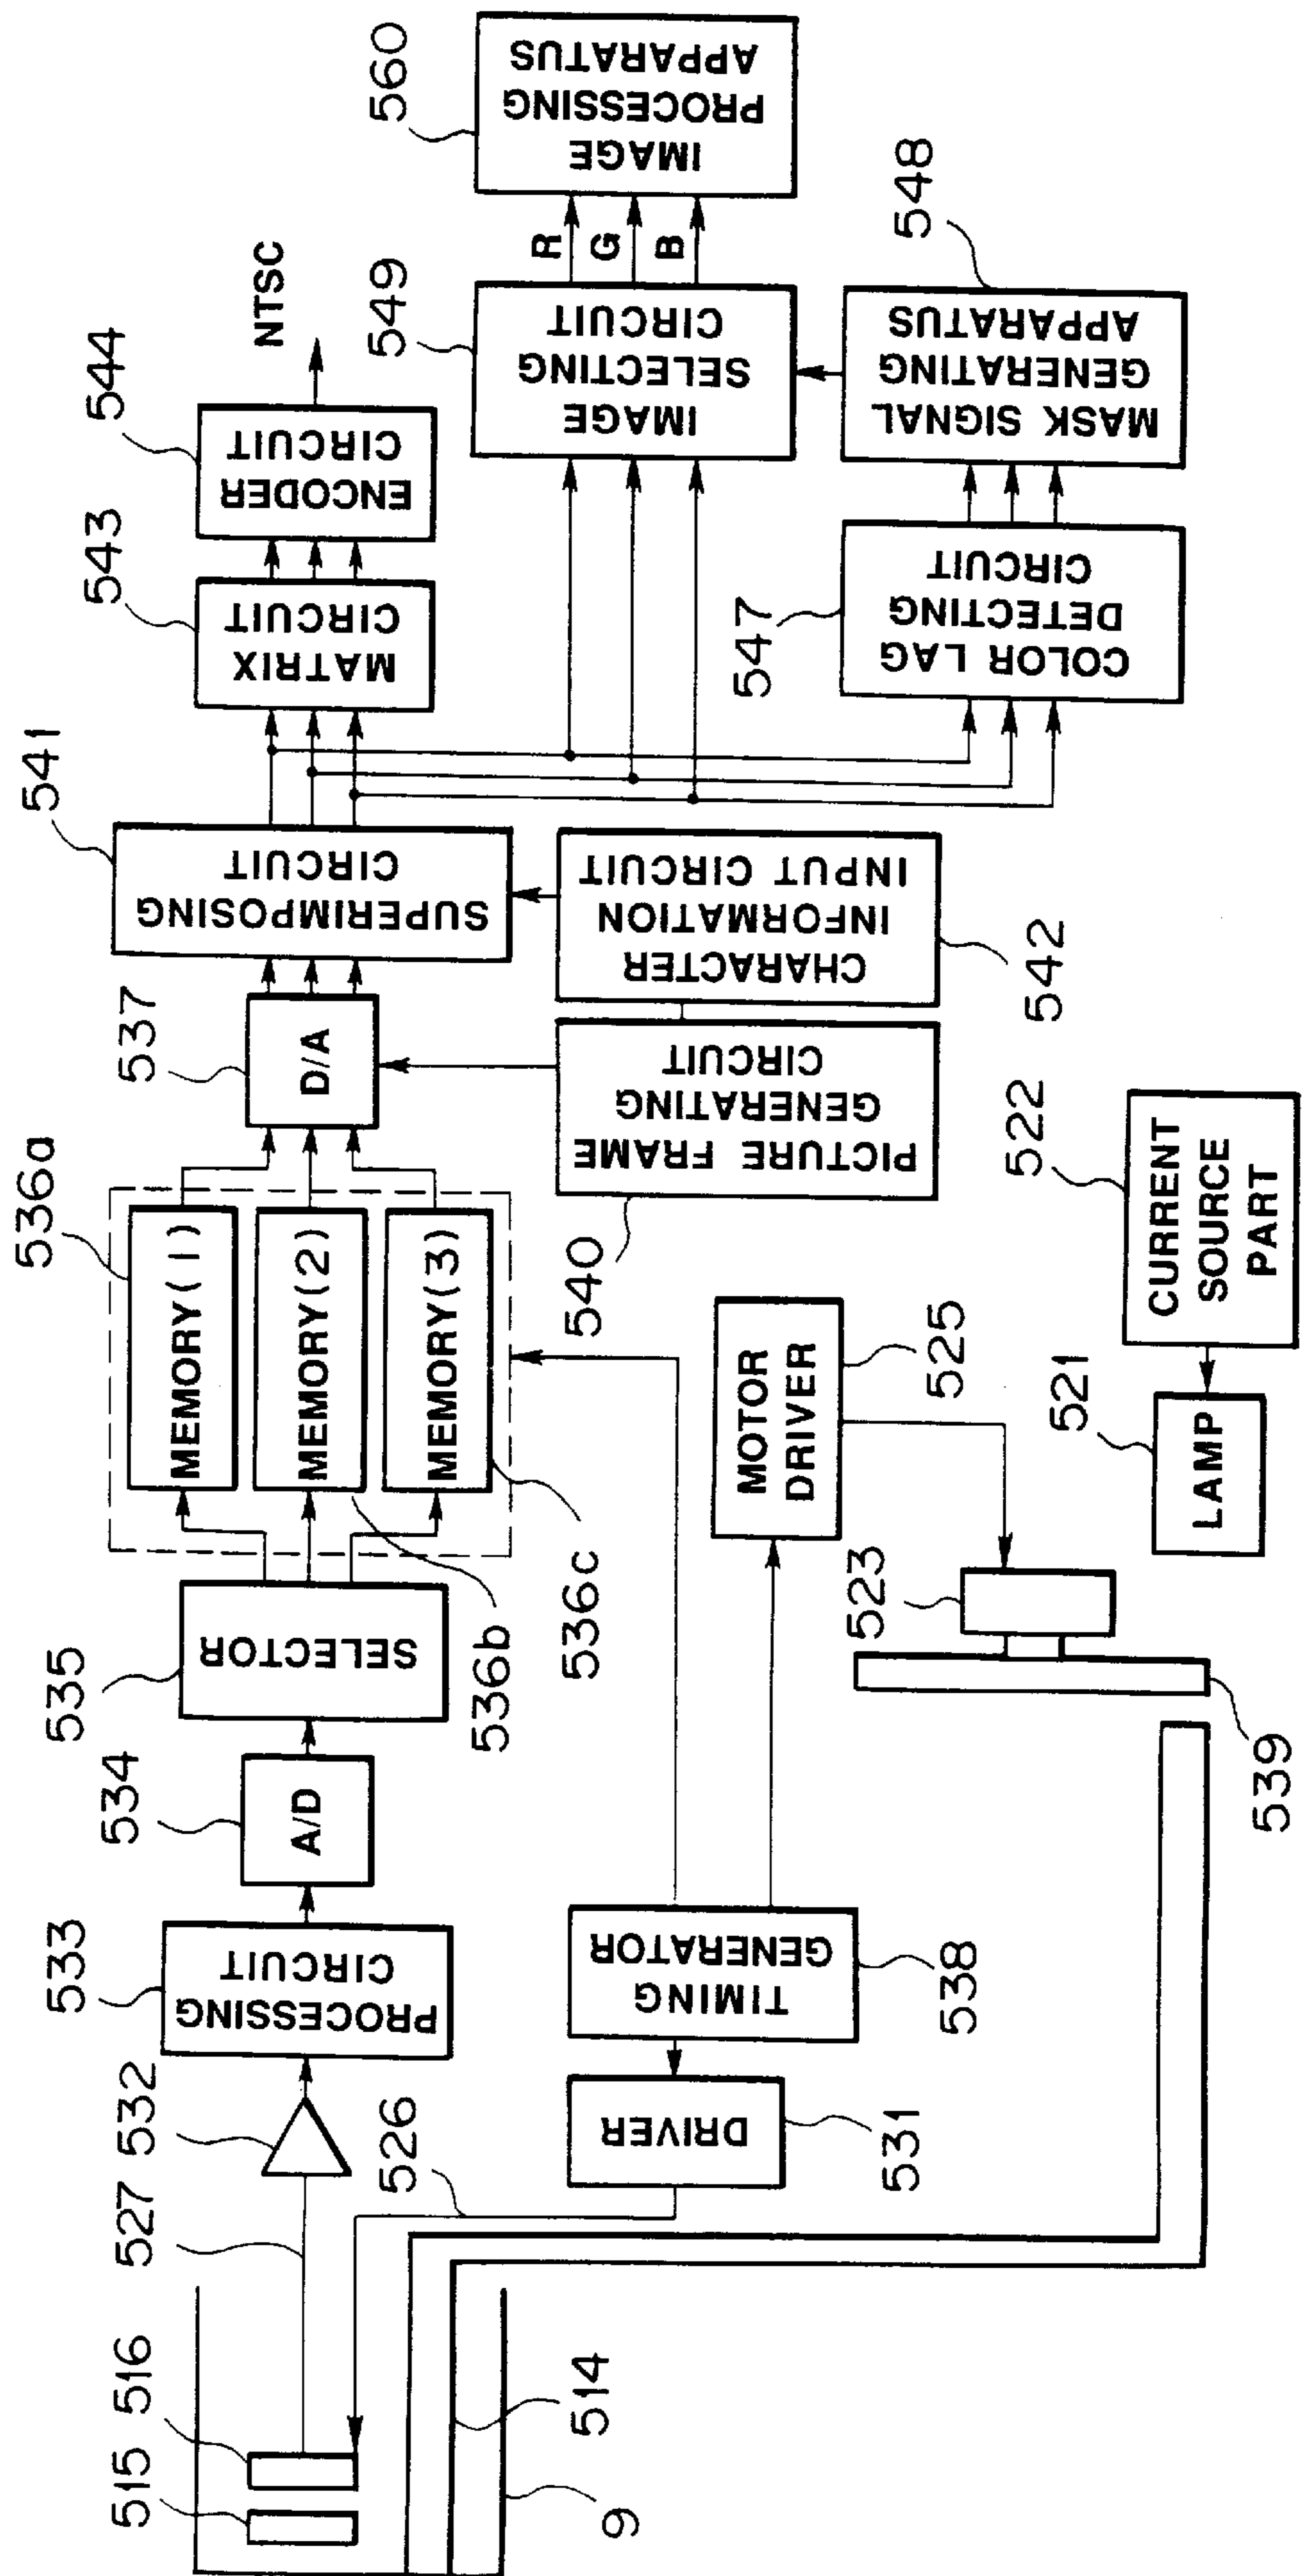 515
516
527
532
533
PROCESSING
CIRCUIT
534
A/D
535
SELECTOR
536a
MEMORY(1)
MEMORY(2)
MEMORY(3)
536b
536c
537
D/A
541
SUPERIMPOSING
CIRCUIT
543
MATRIX
CIRCUIT
544
ENCODER
CIRCUIT
NTSC
540
PICTURE FRAME
GENERATING
CIRCUIT
CHARACTER
INFORMATION
INPUT CIRCUIT
542
549
IMAGE
SELECTING
CIRCUIT
R
G
B
560
IMAGE
PROCESSING
APPARATUS
547
COLOR LAG
DETECTING
CIRCUIT
548
MASK SIGNAL
GENERATING
APPARATUS
526
DRIVER
531
TIMING
GENERATOR
538
MOTOR
DRIVER
525
523
539
521
LAMP
522
CURRENT
SOURCE
PART
514
9